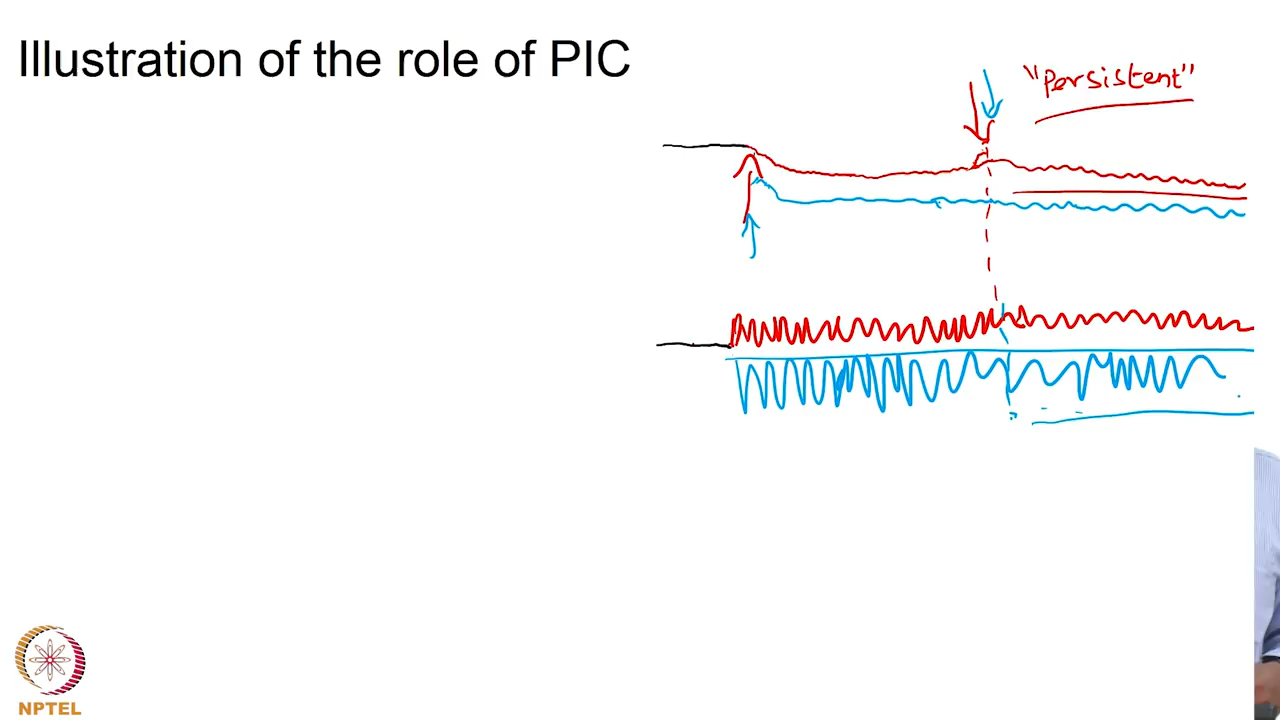 Illustration of the role of PIC
"Persistent"
NPTEL